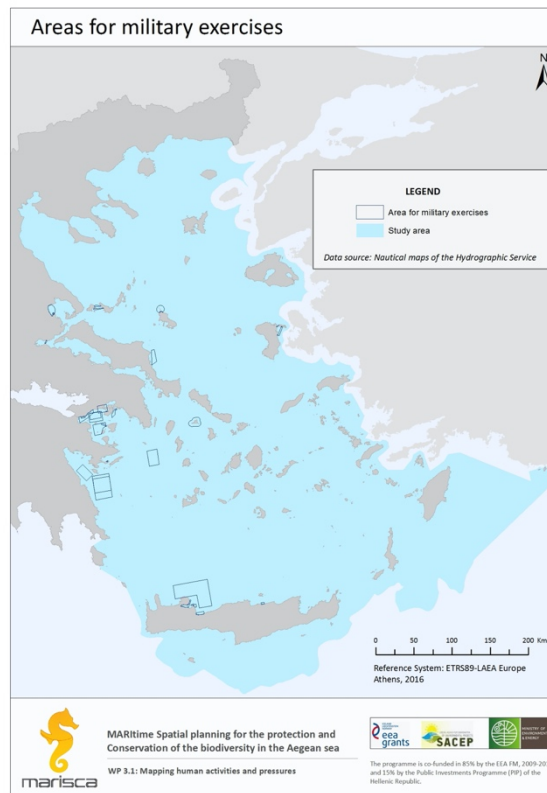 Areas for military exercises
N
LEGEND
Area for military exercises
Study area
Data source: Nautical maps of the Hydrographic Service
0 50 100 150 200 Km
Reference System: ETRS89-LAEA Europe
Athens, 2016
MARItime Spatial planning for the protection and
Conservation of the biodiversity in the Aegean sea
WP 3.1: Mapping human activities and pressures
marisca
eea
grants
SACEP
MINISTRY OF
ENVIRONMENT
& ENERGY
The programme is co-funded in 85% by the EEA FM, 2009-20
and 15% by the Public Investments Programme (PIP) of the
Hellenic Republic.